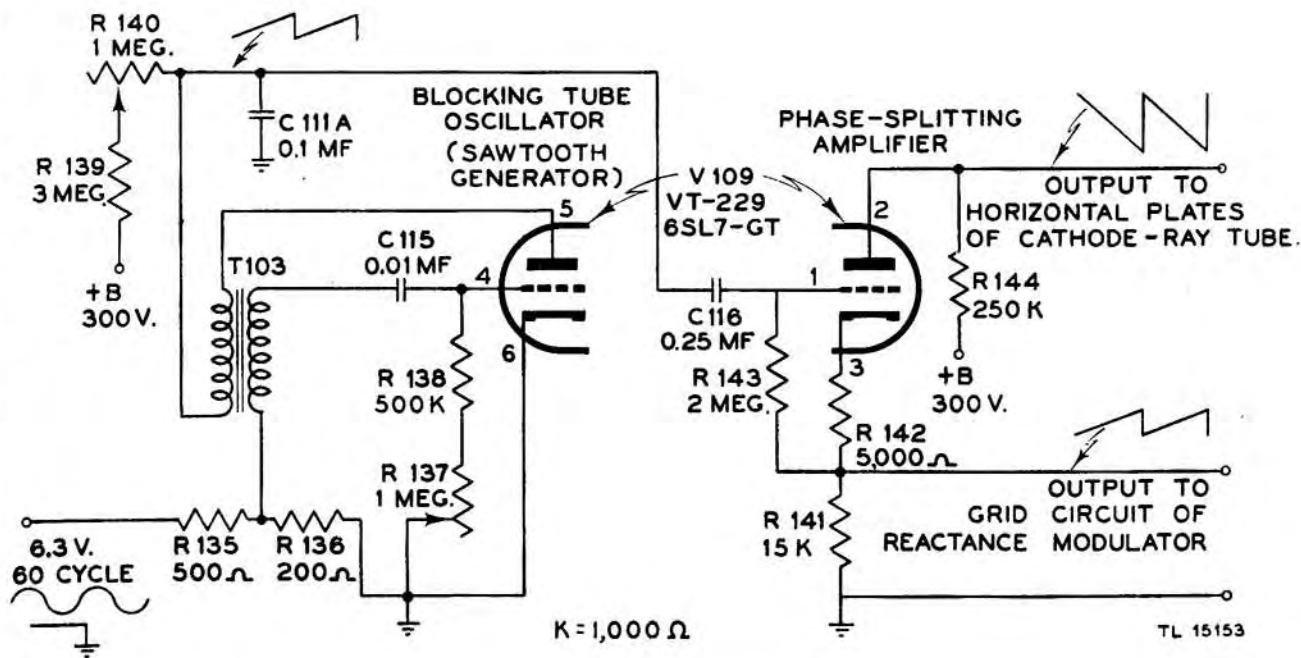 R 140
1 MEG.
C 111 A
0.1 MF
R 139
3 MEG
+B
300 V.
T103
BLOCKING TUBE
OSCILLATOR
(SAWTOOTH
GENERATOR)
C 115
0.01 MF
4
5
6
R 138
500 K
R 137
1 MEG.
6.3 V.
60 CYCLE
R 135
500 Ω
R 136
200 Ω
K = 1,000 Ω
V 109
VT-229
6SL7-GT
PHASE-SPLITTING
AMPLIFIER
2
1
3
C 116
0.25 MF
R 143
2 MEG.
R 142
5,000 Ω
R 141
15 K
R 144
250 K
+B
300 V.
OUTPUT TO
HORIZONTAL PLATES
OF CATHODE-RAY TUBE.
OUTPUT TO
GRID CIRCUIT OF
REACTANCE MODULATOR
TL 15153